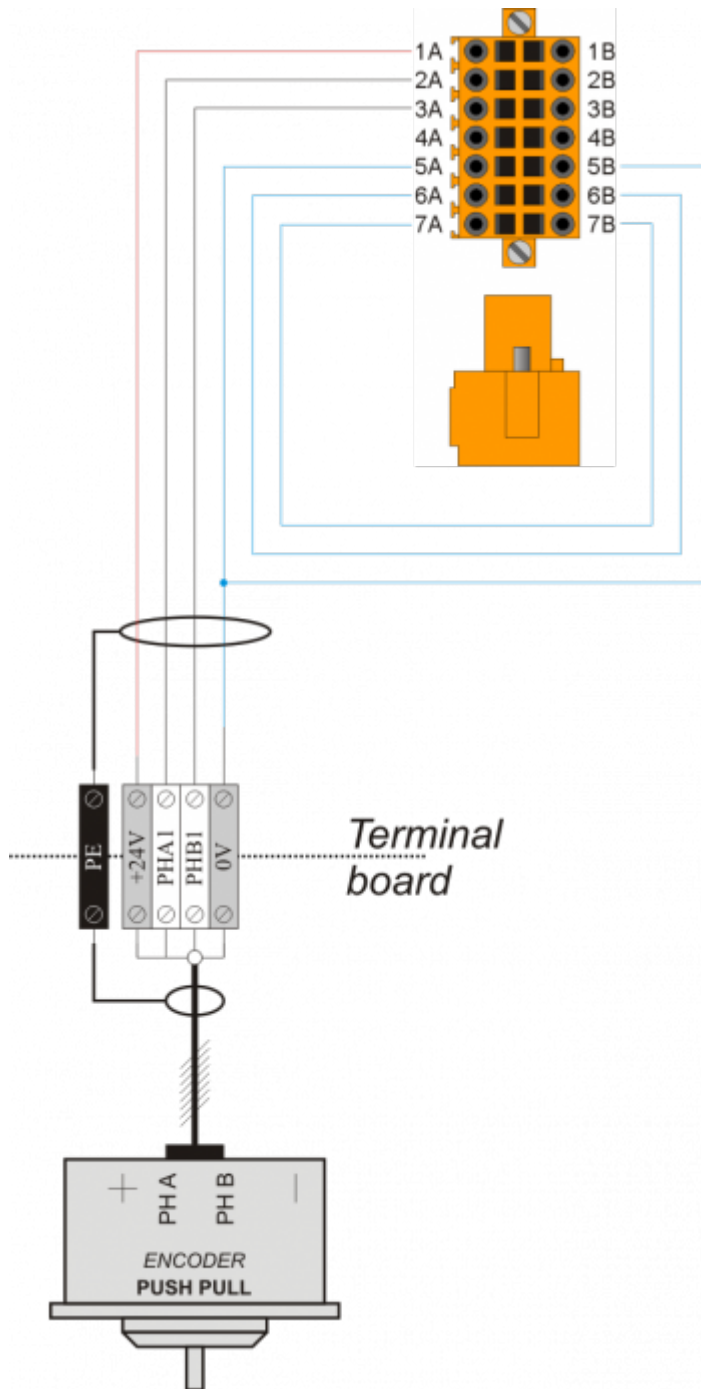 1A 1B
2A 2B
3A 3B
4A 4B
5A 5B
6A 6B
7A 7B
PE
+24V
PHA1
PHB1
0V
Terminal
board
+
PH A
PH B
-
ENCODER
PUSH PULL